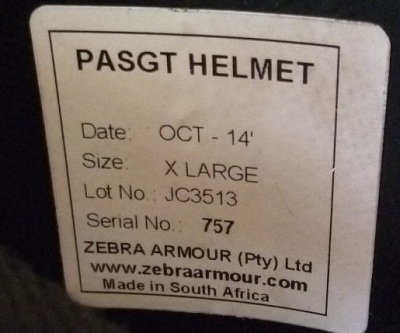 PASGT HELMET
Date: OCT - 14'
Size: X LARGE
Lot No.: JC3513
Serial No.: 757
ZEBRA ARMOUR (Pty) Ltd
www.zebraarmour.com
Made in South Africa